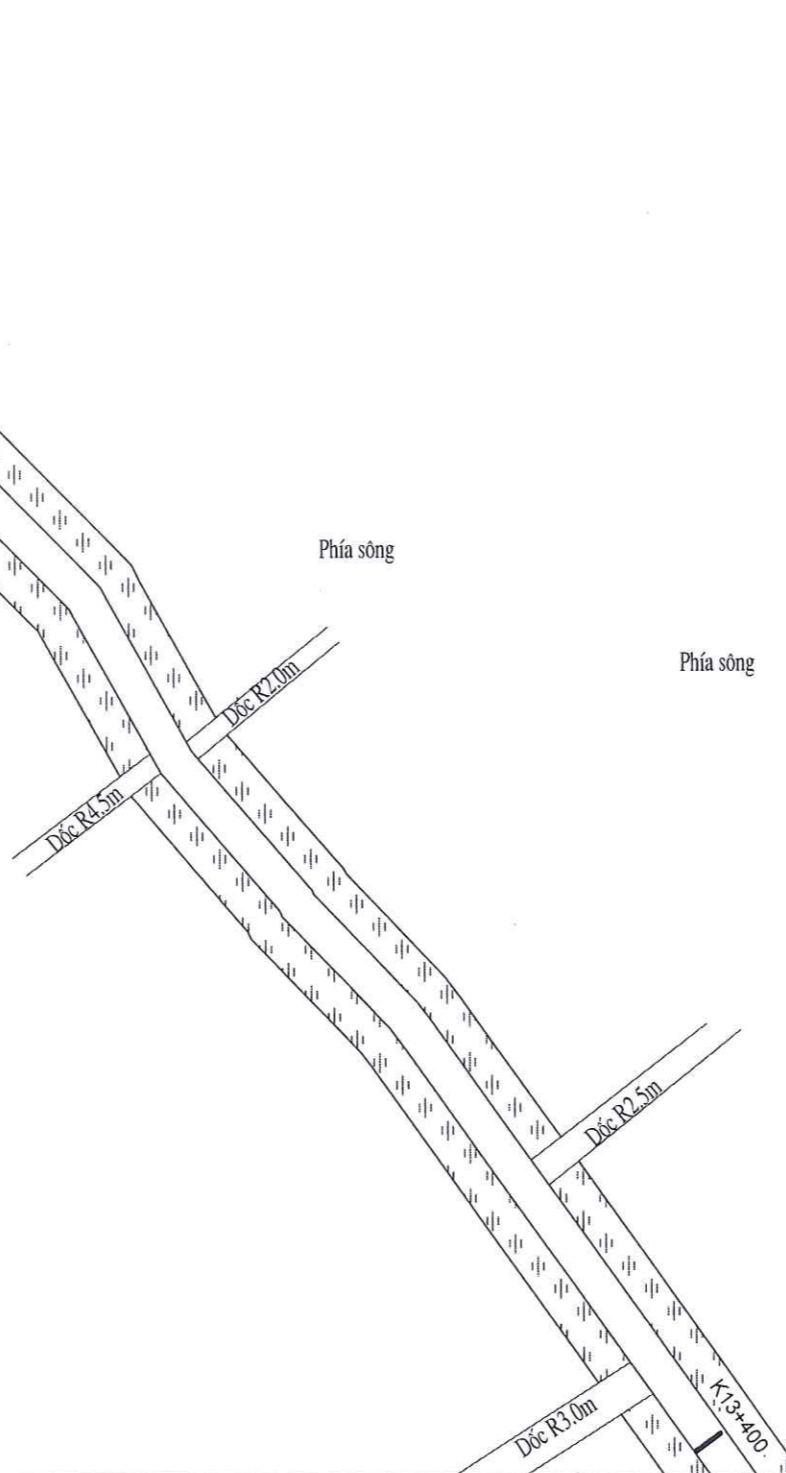 Phía sông
Phía sông
Dốc R2.0m
Dốc R4.5m
Dốc R2.5m
K13+400
Dốc R3.0m